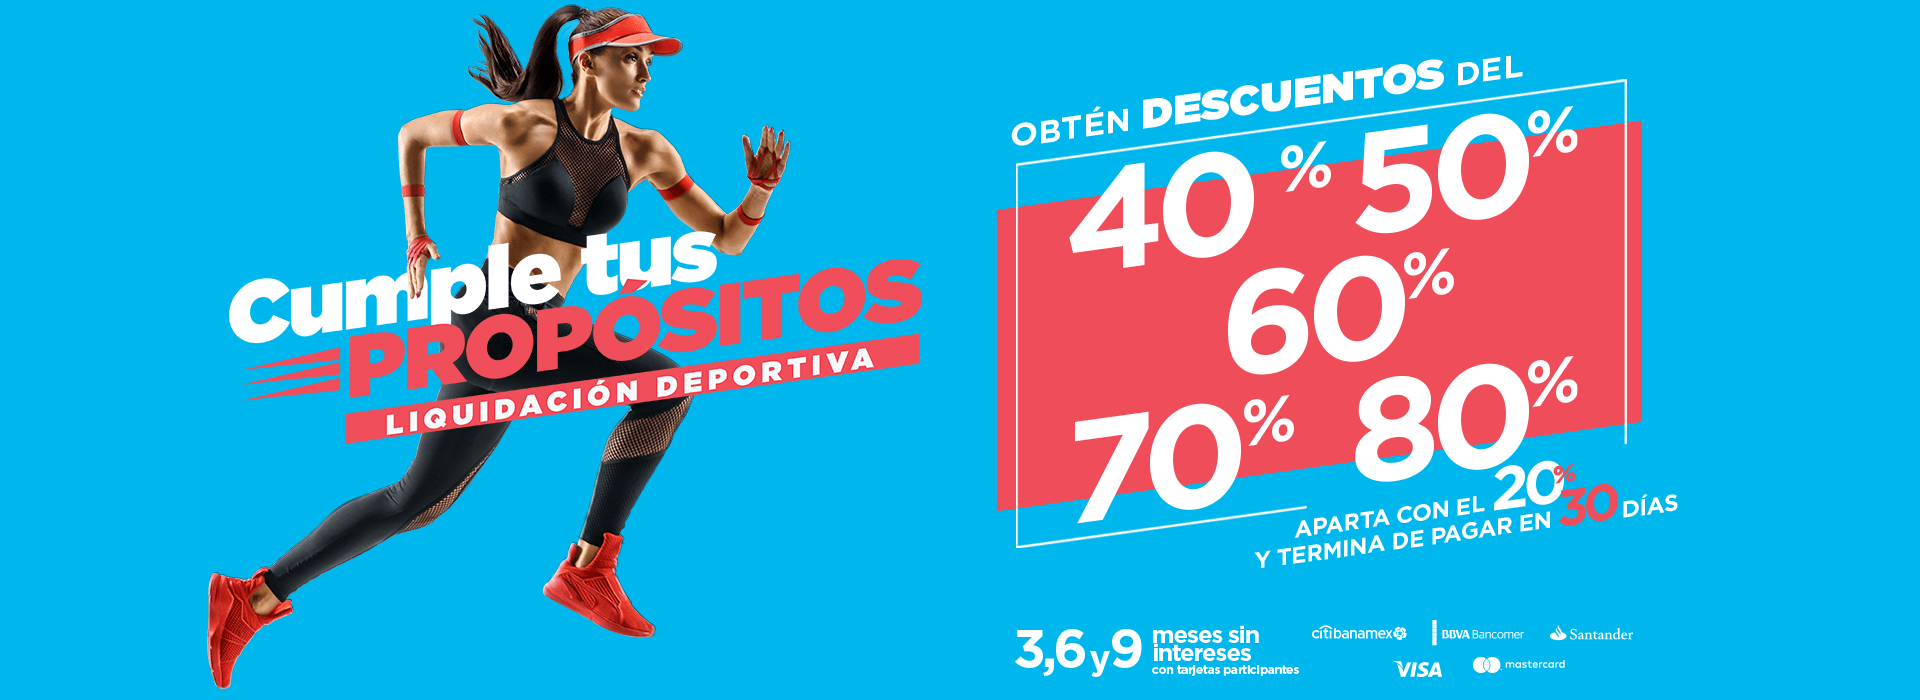 Cumple tus
PROPÓSITOS
LIQUIDACIÓN DEPORTIVA
OBTÉN DESCUENTOS DEL
40% 50%
60%
70% 80%
APARTA CON EL 20%
Y TERMINA DE PAGAR EN 30 DÍAS
3,6 y 9 meses sin
intereses
con tarjetas participantes
citibanamex BBVA Bancomer Santander
VISA mastercard